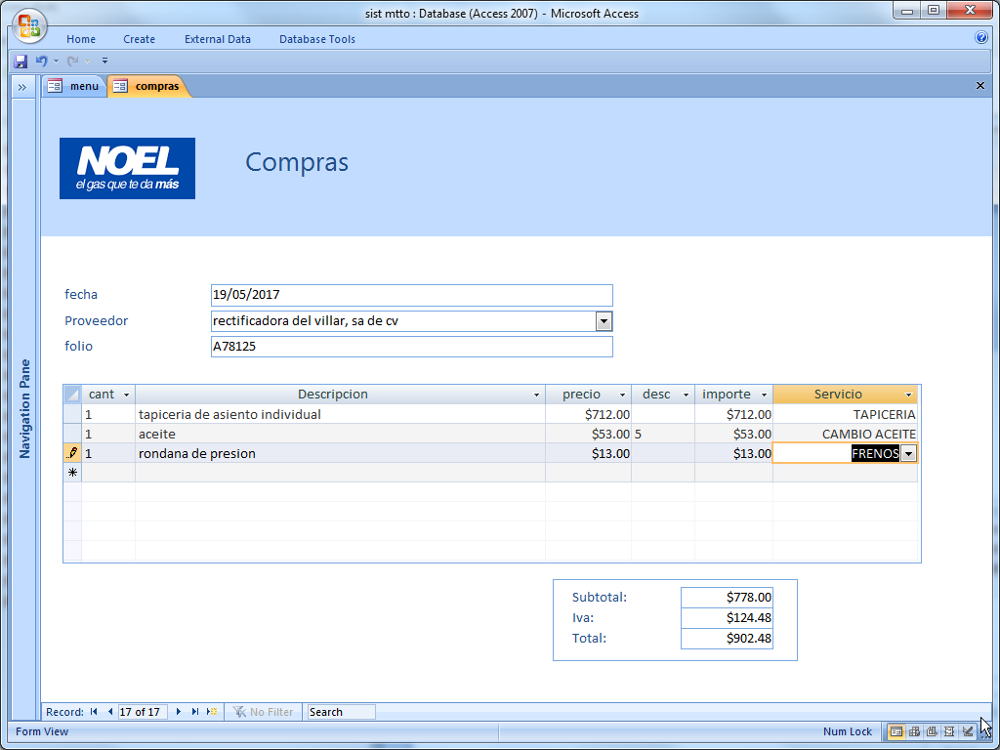 sist mtto : Database (Access 2007) - Microsoft Access
Home Create External Data Database Tools
menu compras
NOEL
el gas que te da más
Compras
Navigation Pane
fecha 19/05/2017
Proveedor rectificadora del villar, sa de cv
folio A78125
cant Descripcion precio desc importe Servicio
1 tapiceria de asiento individual $712.00 $712.00 TAPICERIA
1 aceite $53.00 5 $53.00 CAMBIO ACEITE
1 rondana de presion $13.00 $13.00 FRENOS
Subtotal: $778.00
Iva: $124.48
Total: $902.48
Record: 17 of 17 No Filter Search
Form View Num Lock